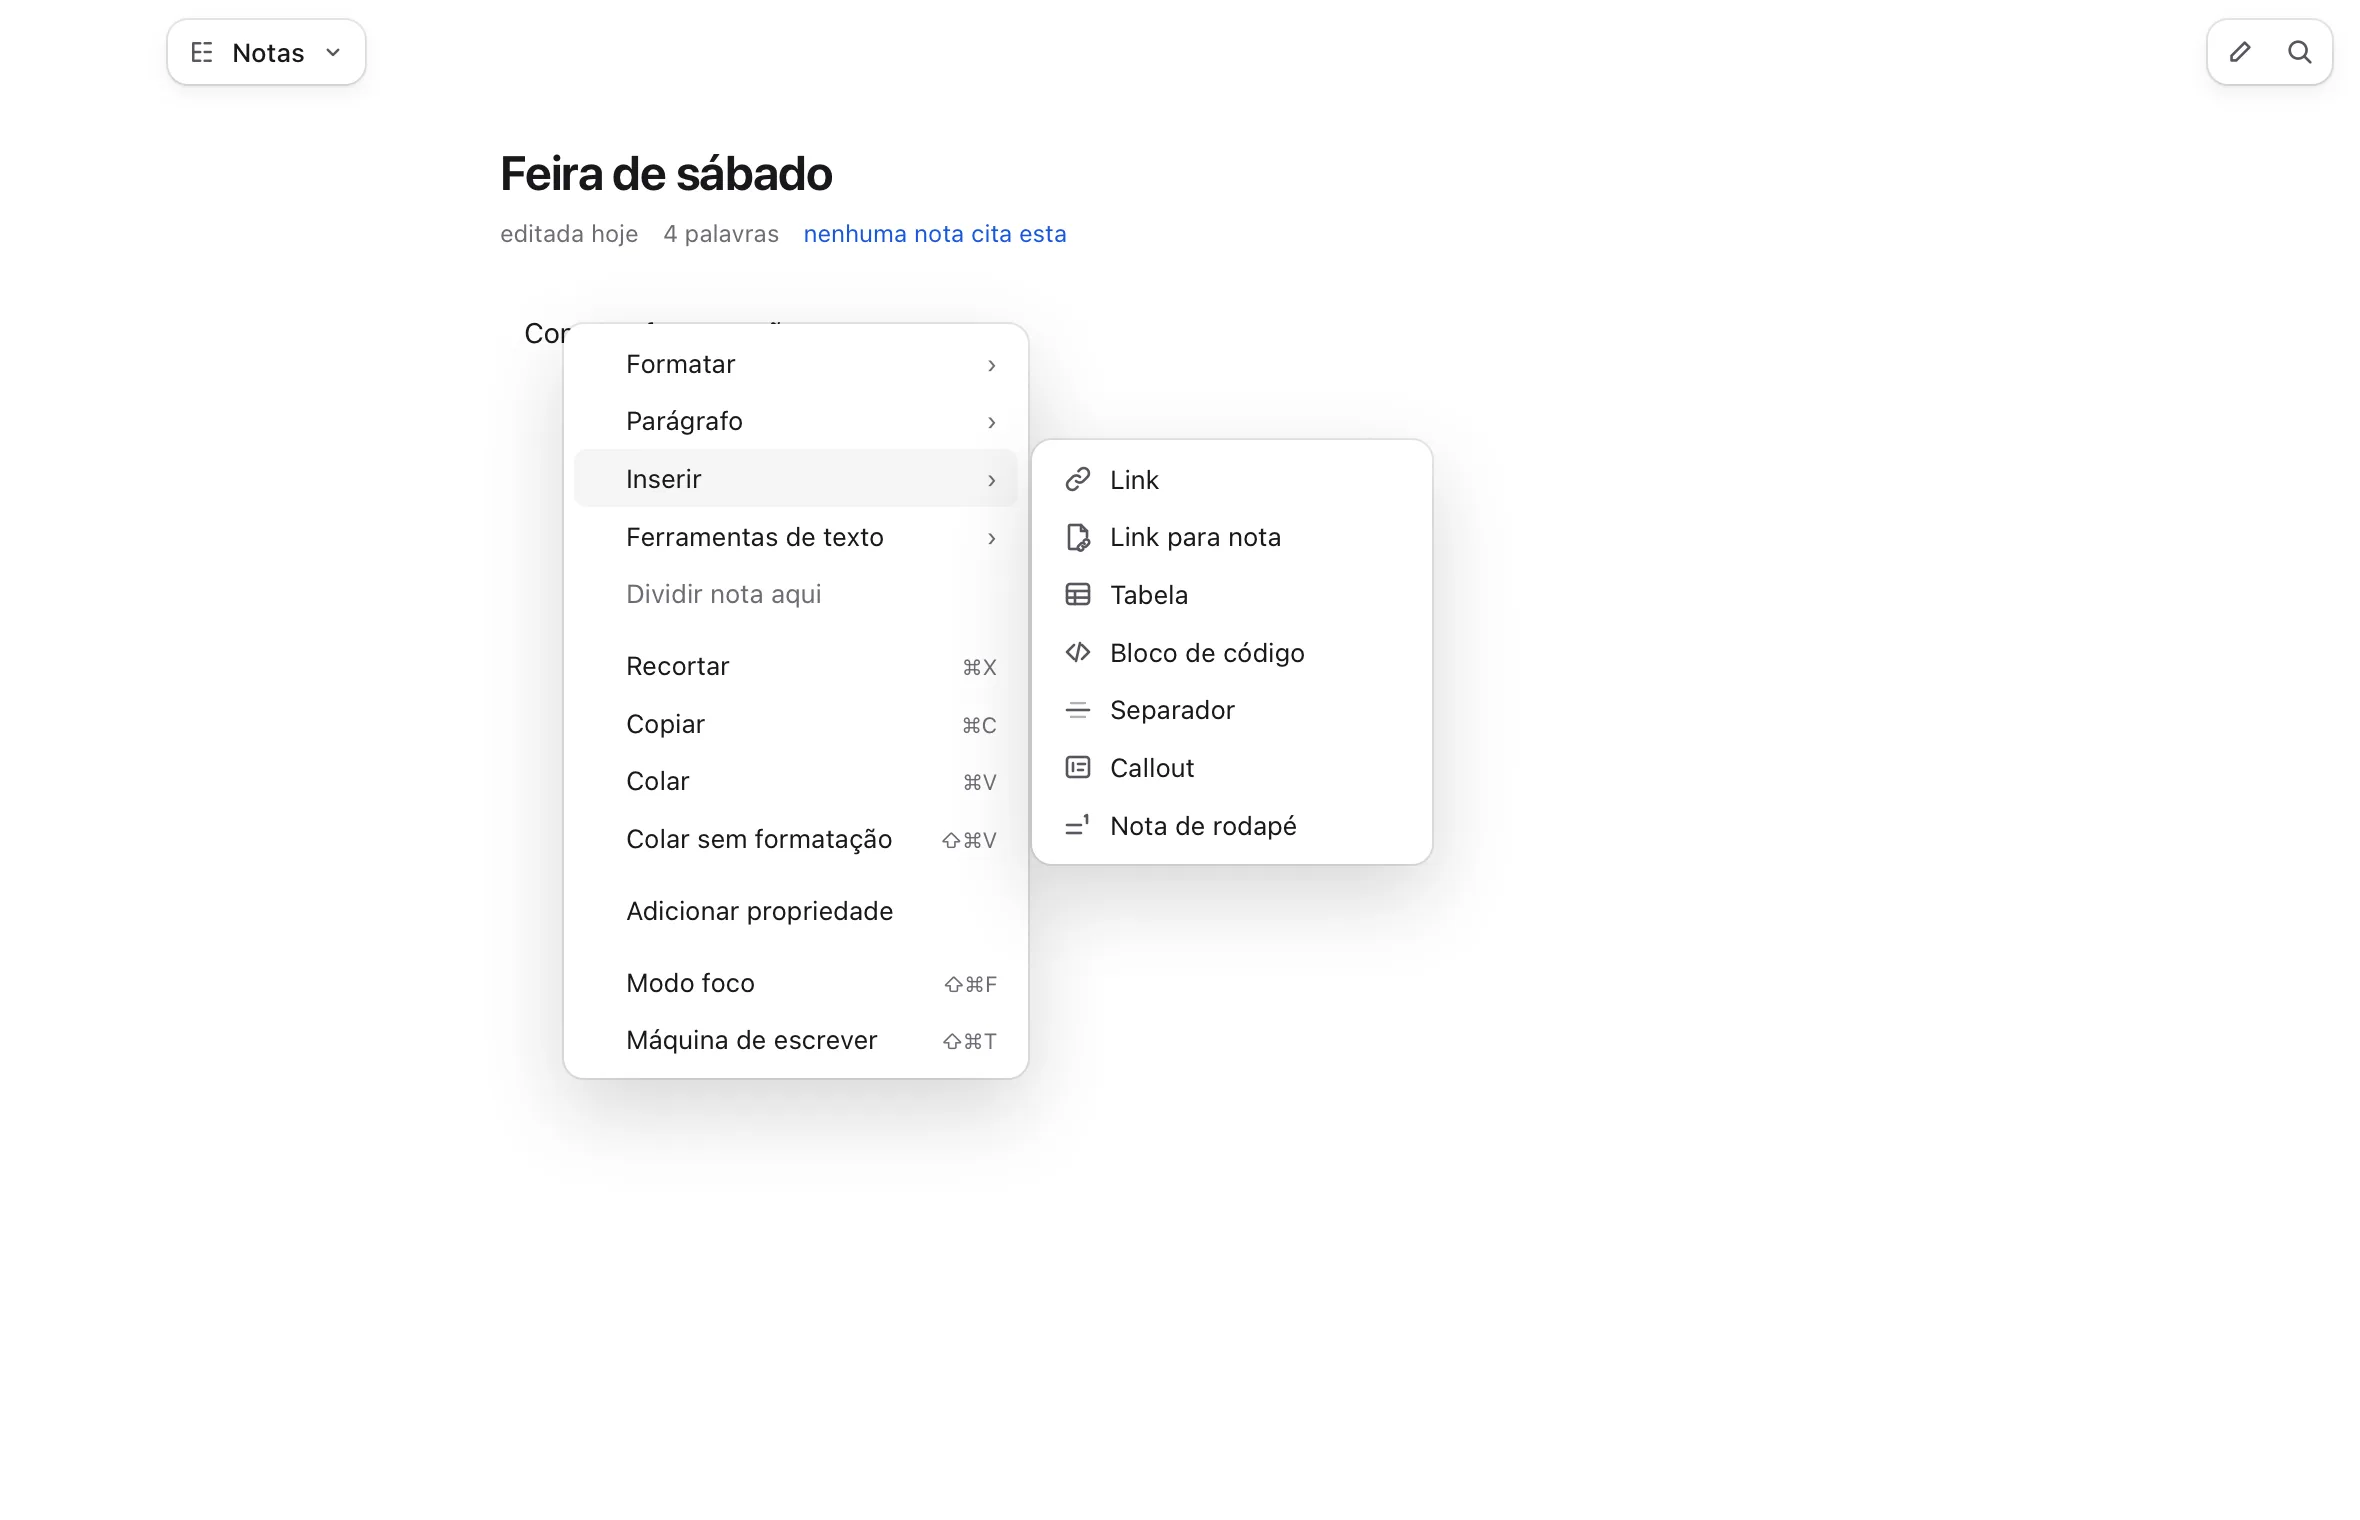 Notas
Feira de sábado
editada hoje 4 palavras nenhuma nota cita esta
Formatar ›
Parágrafo ›
Inserir ›
Ferramentas de texto ›
Dividir nota aqui
Recortar ⌘X
Copiar ⌘C
Colar ⌘V
Colar sem formatação ⇧⌘V
Adicionar propriedade
Modo foco ⇧⌘F
Máquina de escrever ⇧⌘T
Link
Link para nota
Tabela
Bloco de código
Separador
Callout
Nota de rodapé